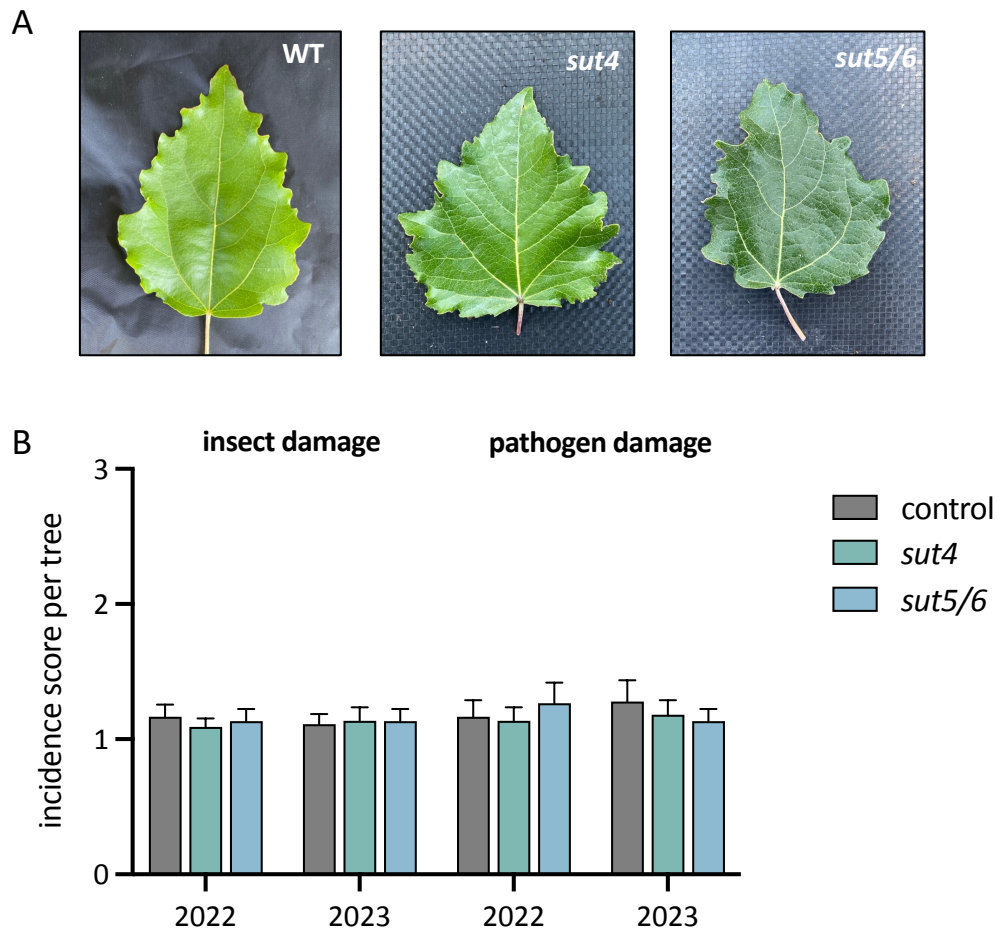 A
WT
sut4
sut5/6
B
insect damage
pathogen damage
3
2
1
0
incidence score per tree
2022
2023
2022
2023
control
sut4
sut5/6